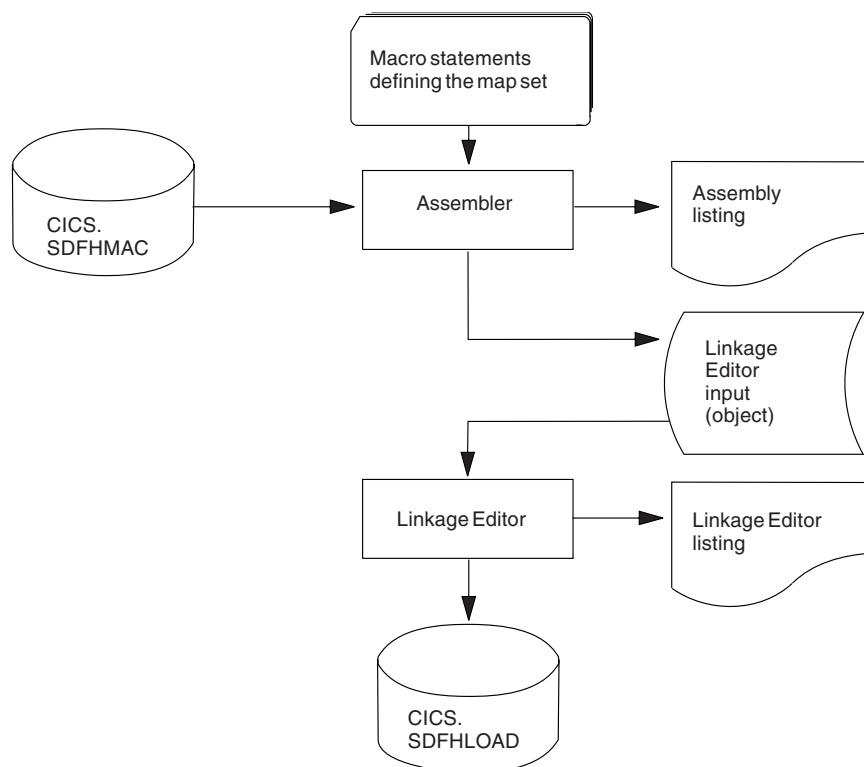 Macro statements
defining the map set
CICS.
SDFHMAC
Assembler
Assembly
listing
Linkage
Editor
input
(object)
Linkage Editor
Linkage Editor
listing
CICS.
SDFHLOAD